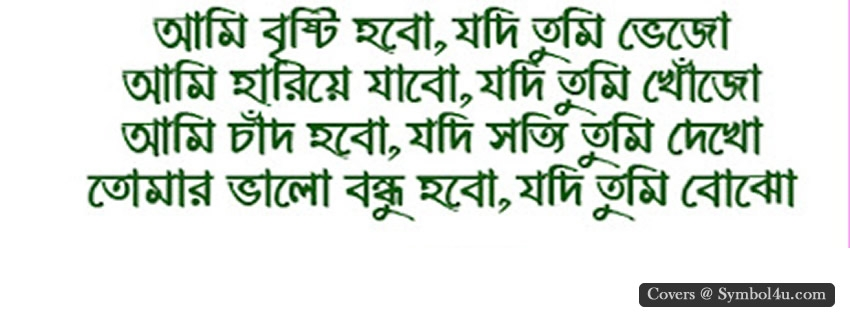 আমি বৃষ্টি হবো, যদি তুমি ভেজো
আমি হারিয়ে যাবো, যদি তুমি খোঁজো
আমি চাঁদ হবো, যদি সত্যি তুমি দেখো
তোমার ভালো বন্ধু হবো, যদি তুমি বোঝো
Covers @ Symbol4u.com